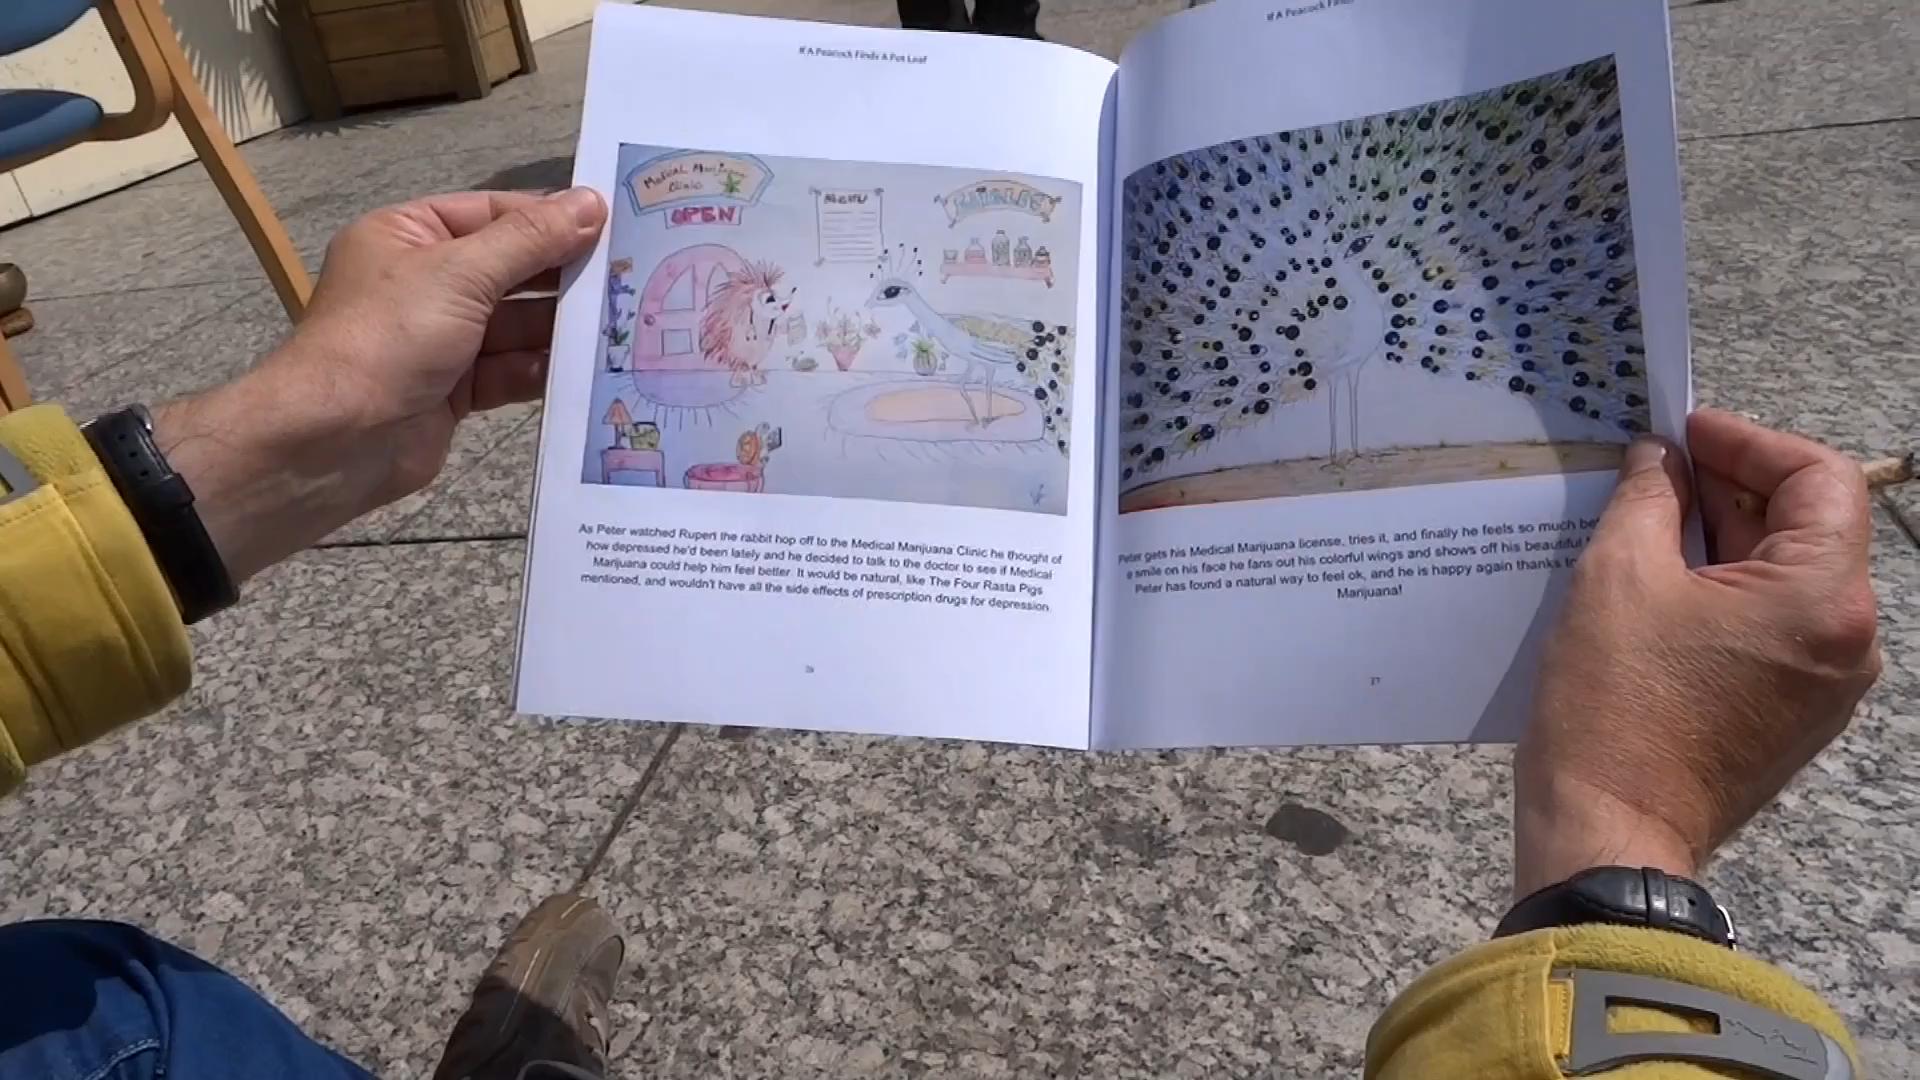 If A Peacock Finds A Pot Leaf
Medical Marijuana
Clinic
OPEN
MENU
As Peter watched Rupert the rabbit hop off to the Medical Marijuana Clinic he thought of
how depressed he'd been lately and he decided to talk to the doctor to see if Medical
Marijuana could help him feel better. It would be natural, like The Four Rasta Pigs
mentioned, and wouldn't have all the side effects of prescription drugs for depression.
26
If A Peacock Finds
Peter gets his Medical Marijuana license, tries it, and finally he feels so much
a smile on his face he fans out his colorful wings and shows off his beautiful
Peter has found a natural way to feel ok, and he is happy again thanks
Marijuana!
27